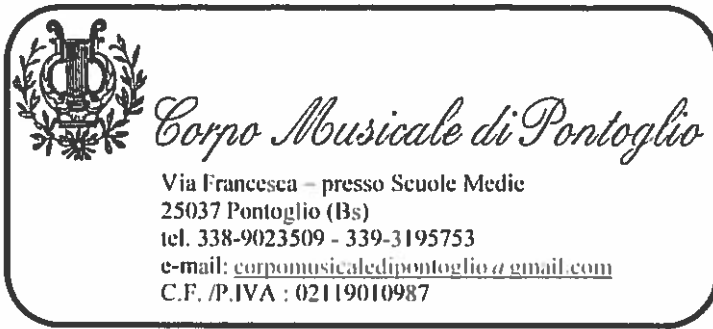 Corpo Musicale di Pontoglio
Via Francesca – presso Scuole Medie
25037 Pontoglio (Bs)
tel. 338-9023509 - 339-3195753
e-mail: corpomusicaledipontoglio@gmail.com
C.F. /P.IVA : 02119010987